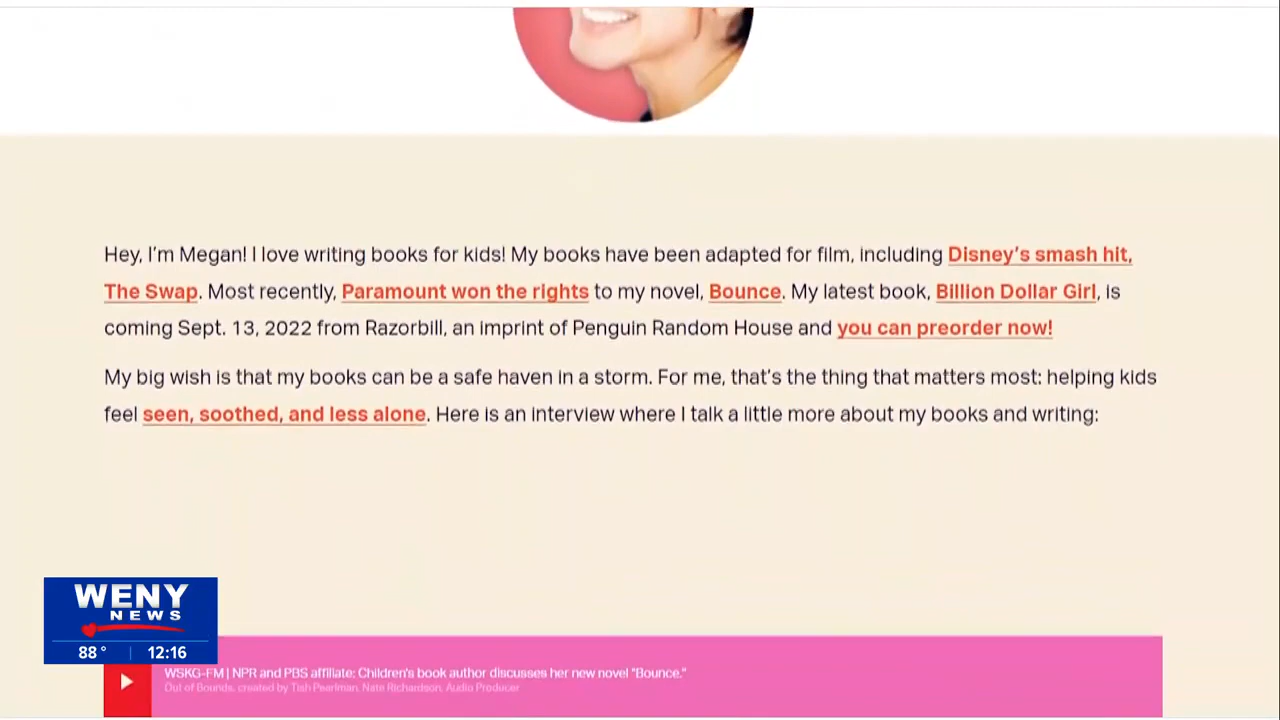 Hey, I'm Megan! I love writing books for kids! My books have been adapted for film, including Disney's smash hit,
The Swap. Most recently, Paramount won the rights to my novel, Bounce. My latest book, Billion Dollar Girl, is
coming Sept. 13, 2022 from Razorbill, an imprint of Penguin Random House and you can preorder now!
My big wish is that my books can be a safe haven in a storm. For me, that's the thing that matters most: helping kids
feel seen, soothed, and less alone. Here is an interview where I talk a little more about my books and writing:
WENY
NEWS
88° | 12:16
WSKG-FM | NPR and PBS affiliate: Children's book author discusses her new novel "Bounce."
Out of Bounds, created by Tish Pearlman, Nate Richardson, Audio Producer